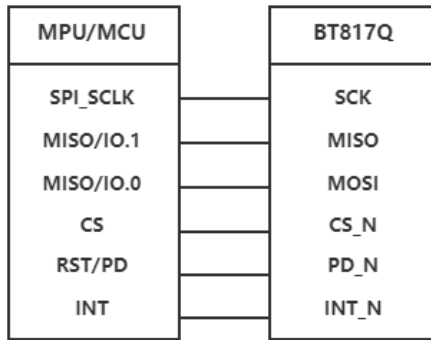 MPU/MCU BT817Q
SPI_SCLK SCK
MISO/IO.1 MISO
MISO/IO.0 MOSI
CS CS_N
RST/PD PD_N
INT INT_N